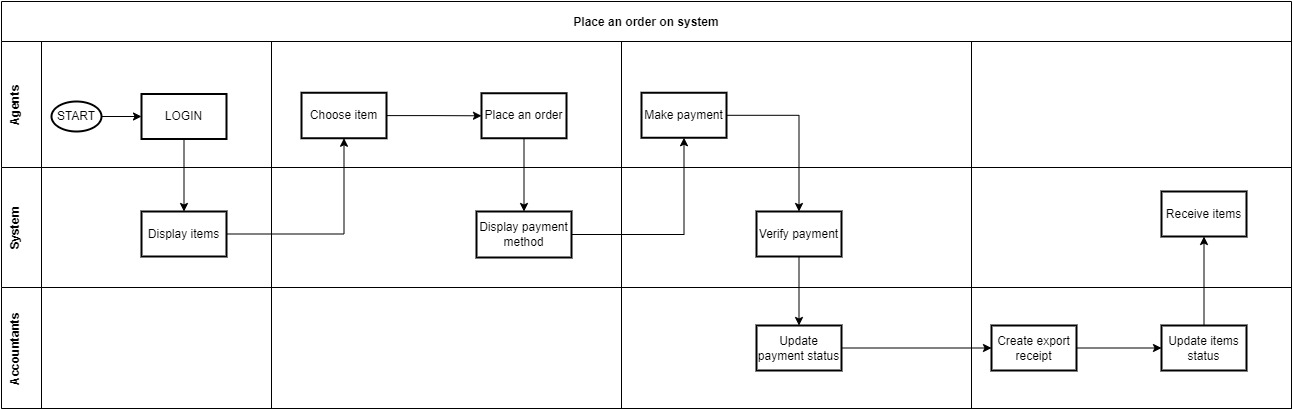 Place an order on system
Agents
START
LOGIN
Choose item
Place an order
Make payment
System
Display items
Display payment
method
Verify payment
Receive items
Accountants
Update
payment status
Create export
receipt
Update items
status